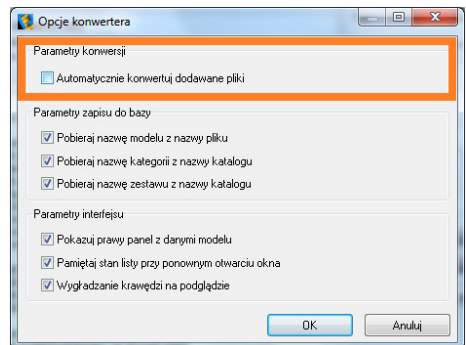 Opcje konwertera
Parametry konwersji
Automatycznie konwertuj dodawane pliki
Parametry zapisu do bazy
Pobieraj nazwę modelu z nazwy pliku
Pobieraj nazwę kategorii z nazwy katalogu
Pobieraj nazwę zestawu z nazwy katalogu
Parametry interfejsu
Pokazuj prawy panel z danymi modelu
Pamiętaj stan listy przy ponownym otwarciu okna
Wygładzanie krawędzi na podglądzie
OK Anuluj